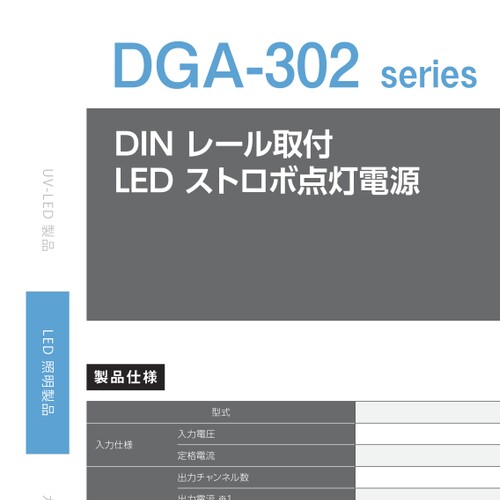 DGA-302 series
DIN レール取付
LED ストロボ点灯電源
UV-LED 製品
LED 照明製品
製品仕様
型式
入力仕様
入力電圧
定格電流
出力チャンネル数
出力電流 ※1